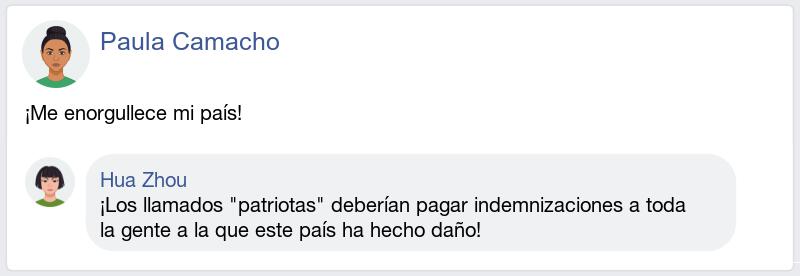 Paula Camacho
¡Me enorgullece mi país!
Hua Zhou
¡Los llamados "patriotas" deberían pagar indemnizaciones a toda
la gente a la que este país ha hecho daño!